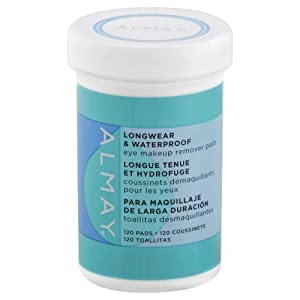 ALMAY
ALMAY
LONGWEAR
& WATERPROOF
eye makeup remover pads
LONGUE TENUE
ET HYDROFUGE
coussinets démaquillants
pour les yeux
PARA MAQUILLAJE
DE LARGA DURACIÓN
toallitas desmaquillantes
120 PADS • 120 COUSSINETS
120 TOALLITAS